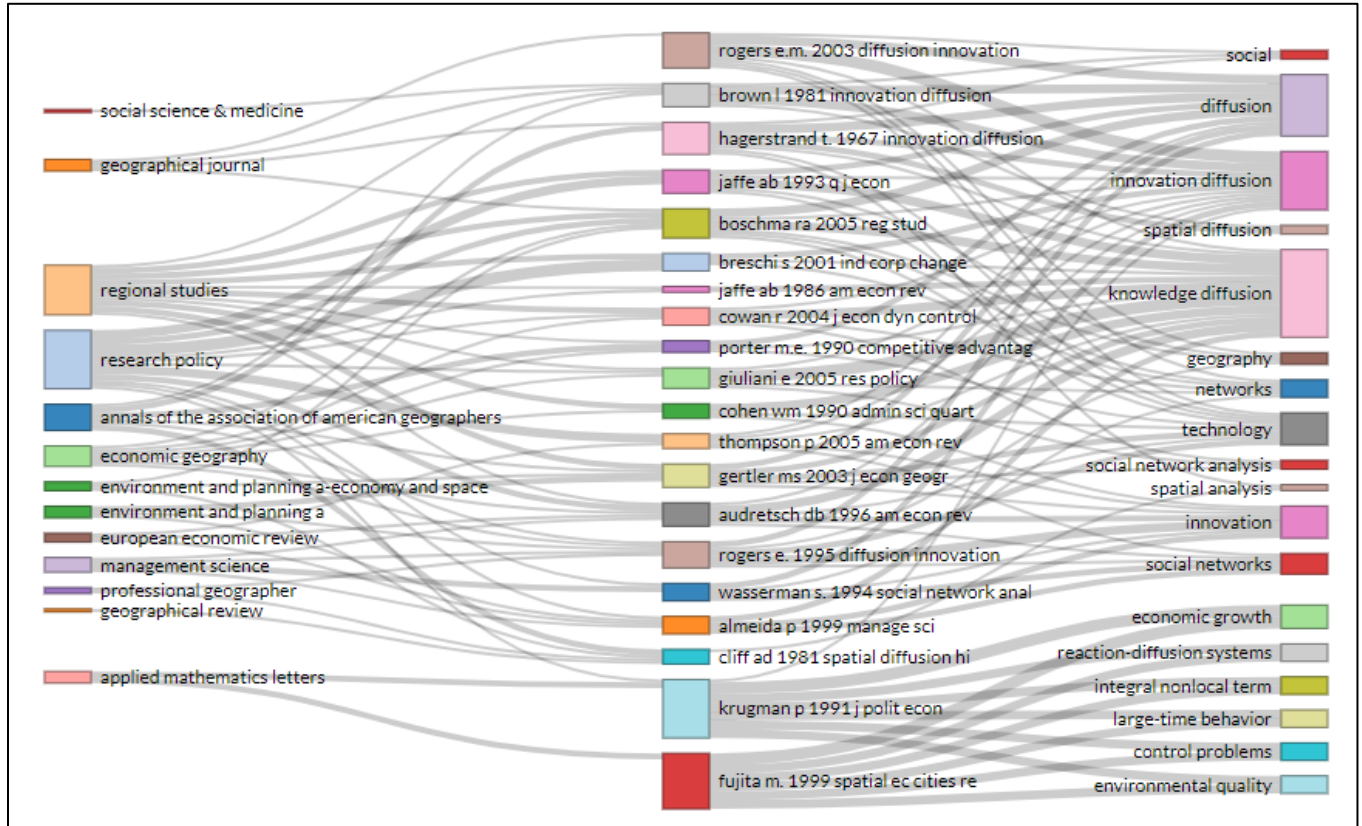 social science & medicine
geographical journal
regional studies
research policy
annals of the association of american geographers
economic geography
environment and planning a-economy and space
environment and planning a
european economic review
management science
professional geographer
geographical review
applied mathematics letters
rogers e.m. 2003 diffusion innovation
brown l 1981 innovation diffusion
hagerstrand t. 1967 innovation diffusion
jaffe ab 1993 q j econ
boschma ra 2005 reg stud
breschi s 2001 ind corp change
jaffe ab 1986 am econ rev
cowan r 2004 j econ dyn control
porter m.e. 1990 competitive advantag
giuliani e 2005 res policy
cohen wm 1990 admin sci quart
thompson p 2005 am econ rev
gertler ms 2003 j econ geogr
audretsch db 1996 am econ rev
rogers e. 1995 diffusion innovation
wasserman s. 1994 social network anal
almeida p 1999 manage sci
cliff ad 1981 spatial diffusion hi
krugman p 1991 j polit econ
fujita m. 1999 spatial ec cities re
social
diffusion
innovation diffusion
spatial diffusion
knowledge diffusion
geography
networks
technology
social network analysis
spatial analysis
innovation
social networks
economic growth
reaction-diffusion systems
integral nonlocal term
large-time behavior
control problems
environmental quality